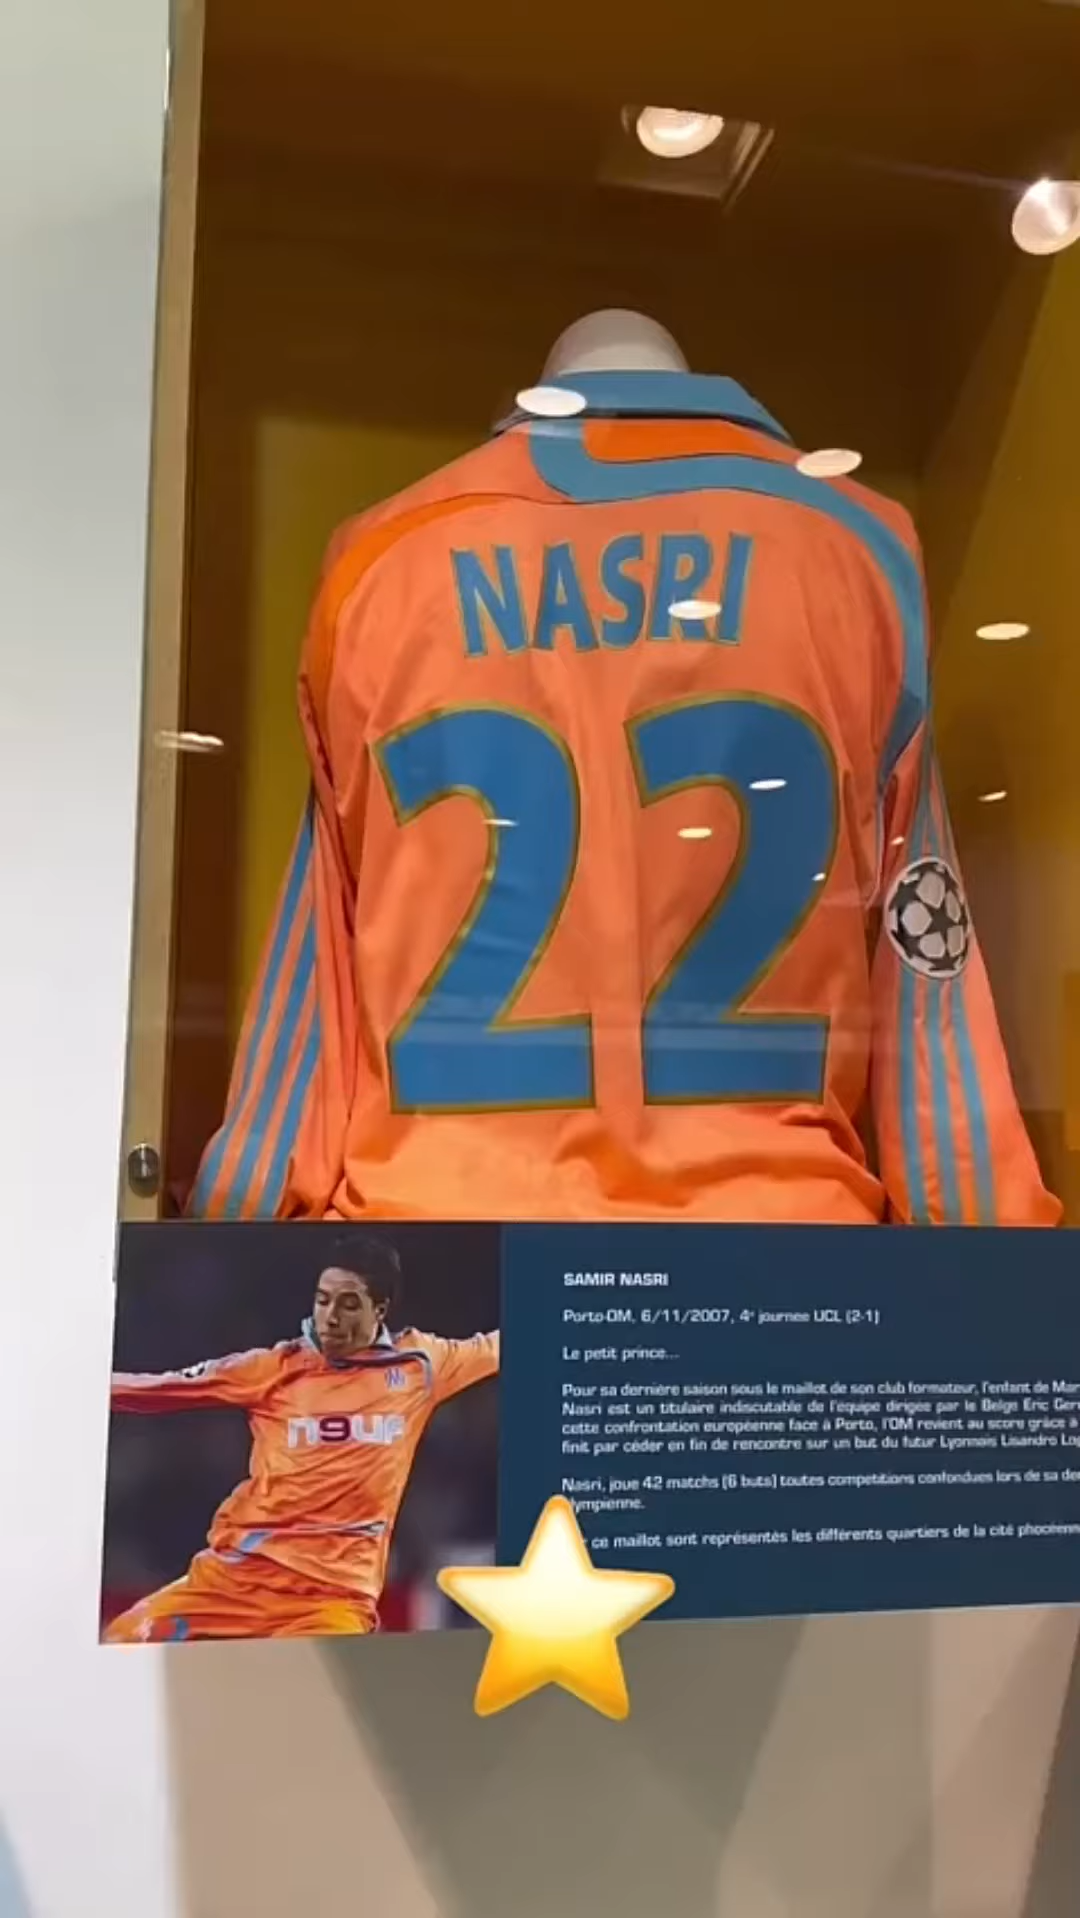 NASRI
22
n9uf
SAMIR NASRI
Porto-OM, 6/11/2007, 4e journee UCL (2-1)
Le petit prince...
Pour sa dernière saison sous le maillot de son club formateur, l'enfant de
Nasri est un titulaire indiscutable de l'équipe dirigée par le Belge Eric
cette confrontation européenne face à Porto, l'OM revient au score grâce à
finit par céder en fin de rencontre sur un but du futur Lyonnais Lisandro
Nasri, joue 42 matchs (6 buts) toutes competitions confondues lors de sa
lympienne.
ce maillot sont représentés les différents quartiers de la cité